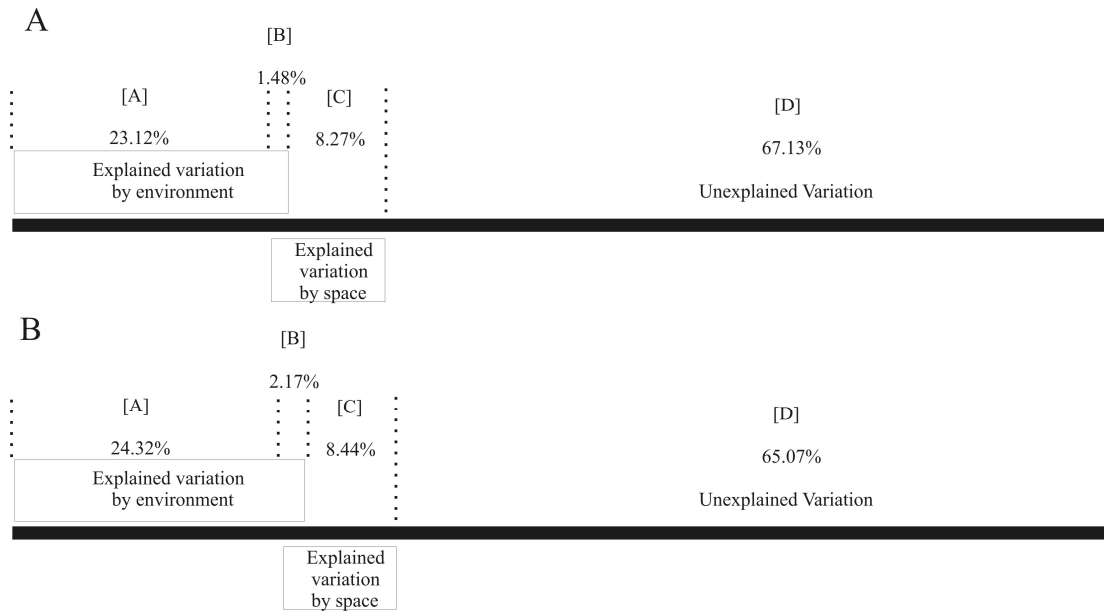 A
[B]
1.48%
[A]
[C]
[D]
23.12%
8.27%
67.13%
Explained variation
by environment
Unexplained Variation
Explained
variation
by space
B
[B]
2.17%
[A]
[C]
[D]
24.32%
8.44%
65.07%
Explained variation
by environment
Unexplained Variation
Explained
variation
by space